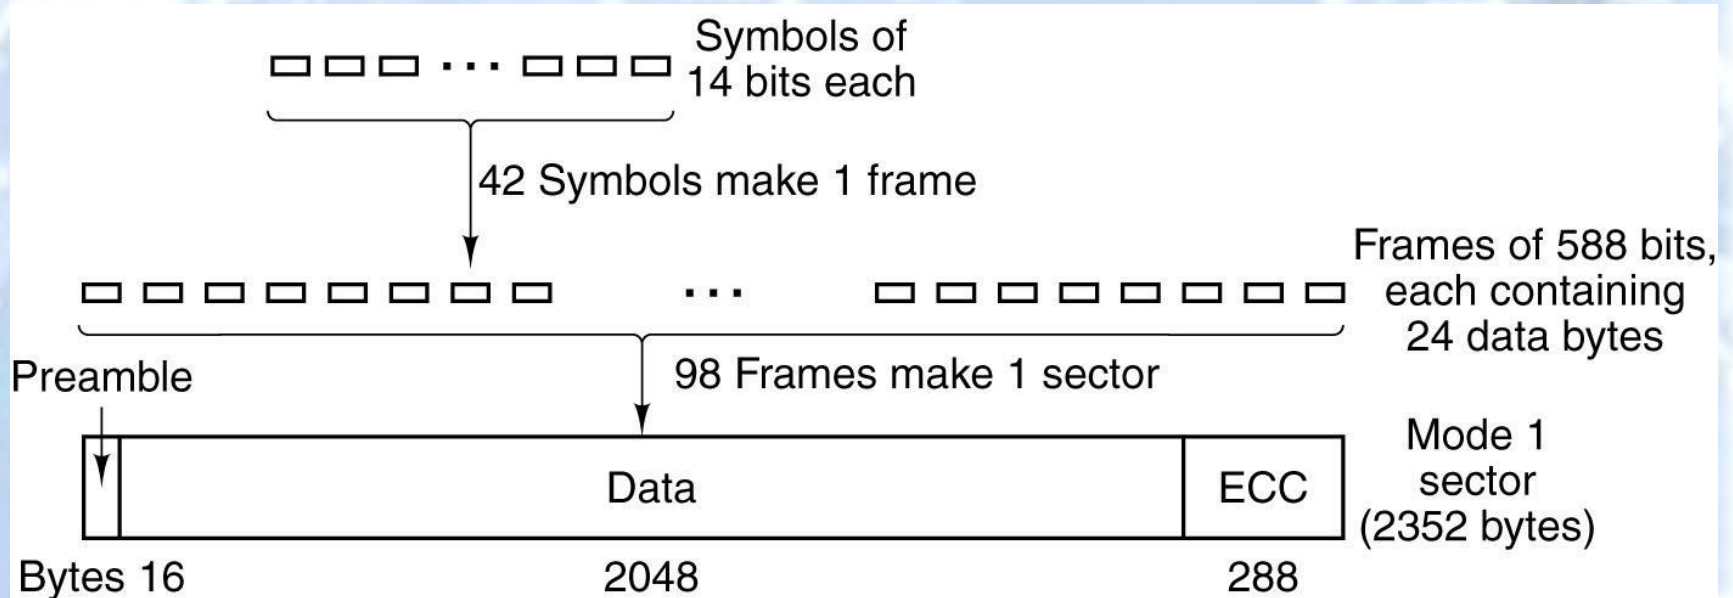 Symbols of
14 bits each
42 Symbols make 1 frame
Frames of 588 bits,
each containing
24 data bytes
Preamble
98 Frames make 1 sector
Data
ECC
Mode 1
sector
(2352 bytes)
Bytes 16
2048
288